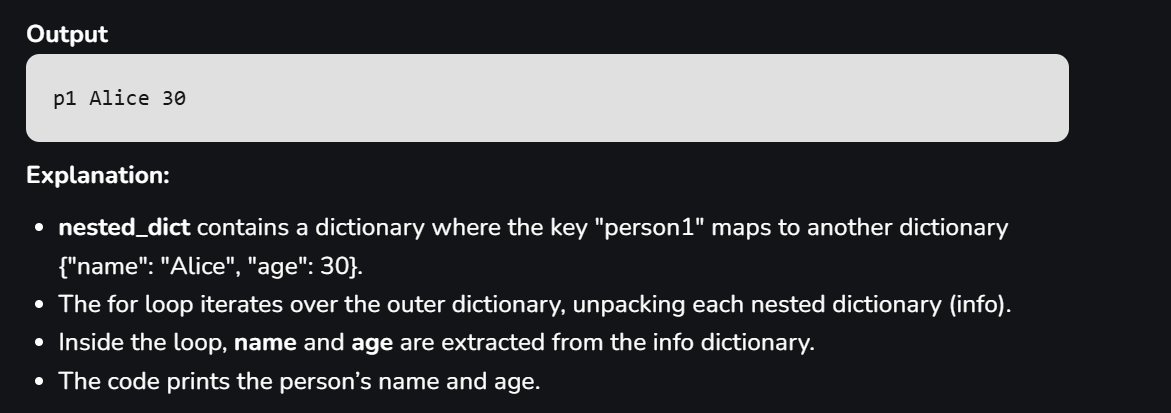 Output
p1 Alice 30
Explanation:
• nested_dict contains a dictionary where the key "person1" maps to another dictionary
{"name": "Alice", "age": 30}.
• The for loop iterates over the outer dictionary, unpacking each nested dictionary (info).
• Inside the loop, name and age are extracted from the info dictionary.
• The code prints the person’s name and age.